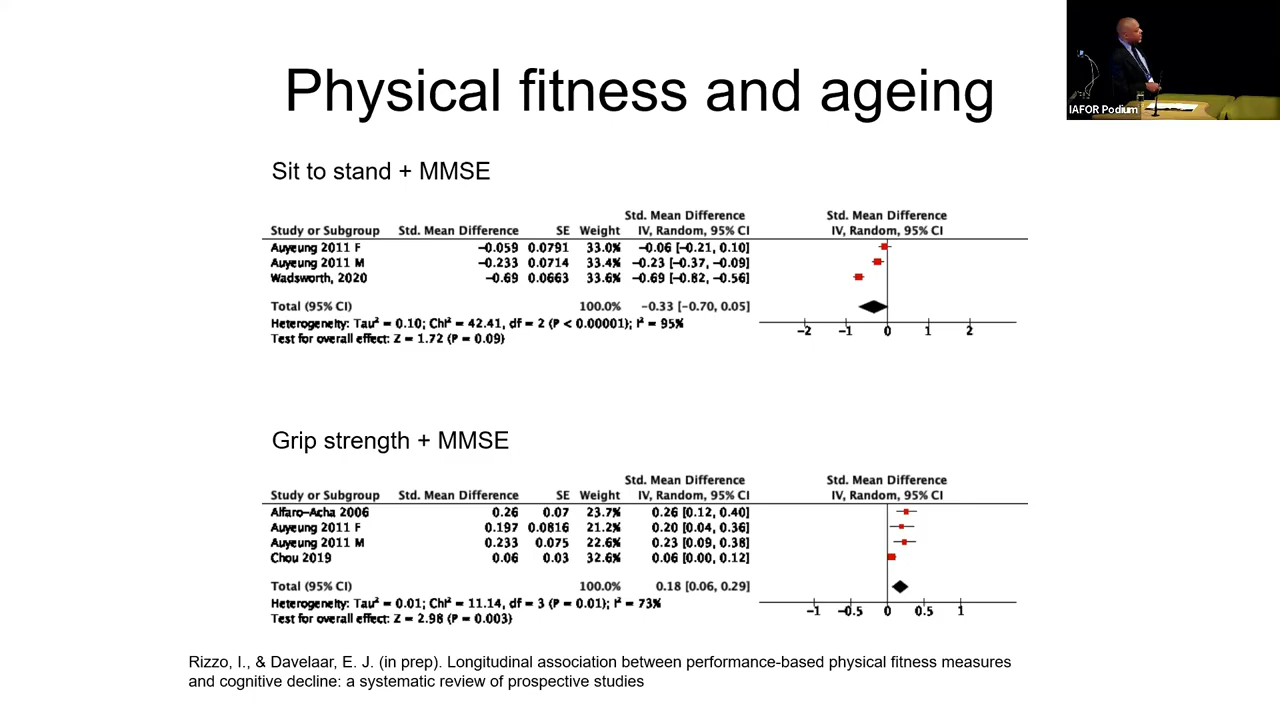 Physical fitness and ageing
IAFOR Podium
Sit to stand + MMSE
Std. Mean Difference Std. Mean Difference
Study or Subgroup Std. Mean Difference SE Weight IV, Random, 95% CI IV, Random, 95% CI
Auyeung 2011 F −0.059 0.0791 33.0% −0.06 [−0.21, 0.10]
Auyeung 2011 M −0.233 0.0714 33.4% −0.23 [−0.37, −0.09]
Wadsworth, 2020 −0.69 0.0663 33.6% −0.69 [−0.82, −0.56]
Total (95% CI) 100.0% −0.33 [−0.70, 0.05]
Heterogeneity: Tau² = 0.10; Chi² = 42.41, df = 2 (P < 0.00001); I² = 95%
Test for overall effect: Z = 1.72 (P = 0.09)
−2 −1 0 1 2
Grip strength + MMSE
Std. Mean Difference Std. Mean Difference
Study or Subgroup Std. Mean Difference SE Weight IV, Random, 95% CI IV, Random, 95% CI
Alfaro-Acha 2006 0.26 0.07 23.7% 0.26 [0.12, 0.40]
Auyeung 2011 F 0.197 0.0816 21.2% 0.20 [0.04, 0.36]
Auyeung 2011 M 0.233 0.075 22.6% 0.23 [0.09, 0.38]
Chou 2019 0.06 0.03 32.6% 0.06 [0.00, 0.12]
Total (95% CI) 100.0% 0.18 [0.06, 0.29]
Heterogeneity: Tau² = 0.01; Chi² = 11.14, df = 3 (P = 0.01); I² = 73%
Test for overall effect: Z = 2.98 (P = 0.003)
−1 −0.5 0 0.5 1
Rizzo, I., & Davelaar, E. J. (in prep). Longitudinal association between performance-based physical fitness measures
and cognitive decline: a systematic review of prospective studies